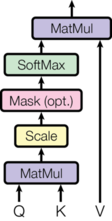 MatMul
SoftMax
Mask (opt.)
Scale
MatMul
Q K V